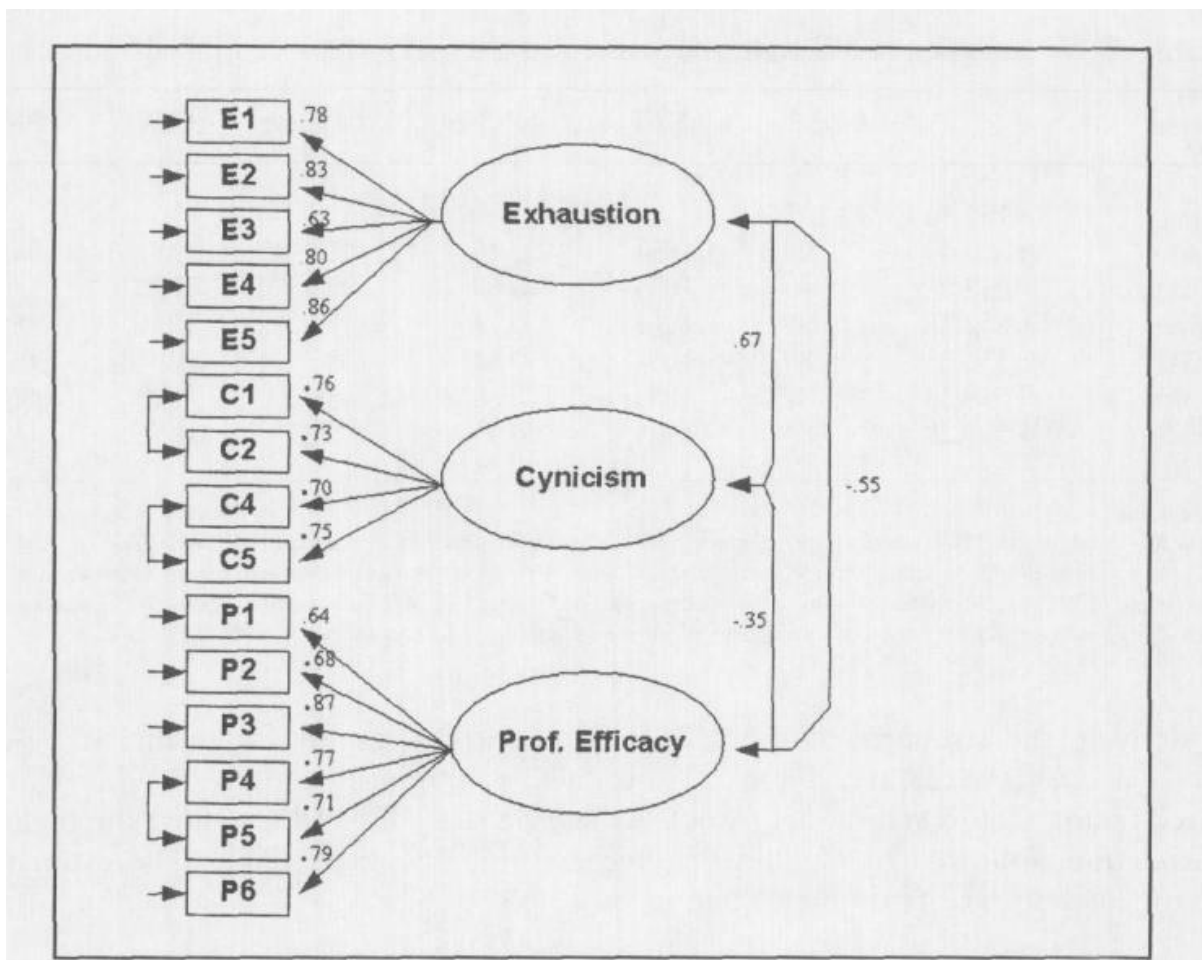 E1 .78
E2 .83
Exhaustion
E3 .63
E4 .80
E5 .86
.67
C1 .76
C2 .73
Cynicism
-.55
C4 .70
C5 .75
P1 .64
-.35
P2 .68
P3 .87
Prof. Efficacy
P4 .77
P5 .71
P6 .79